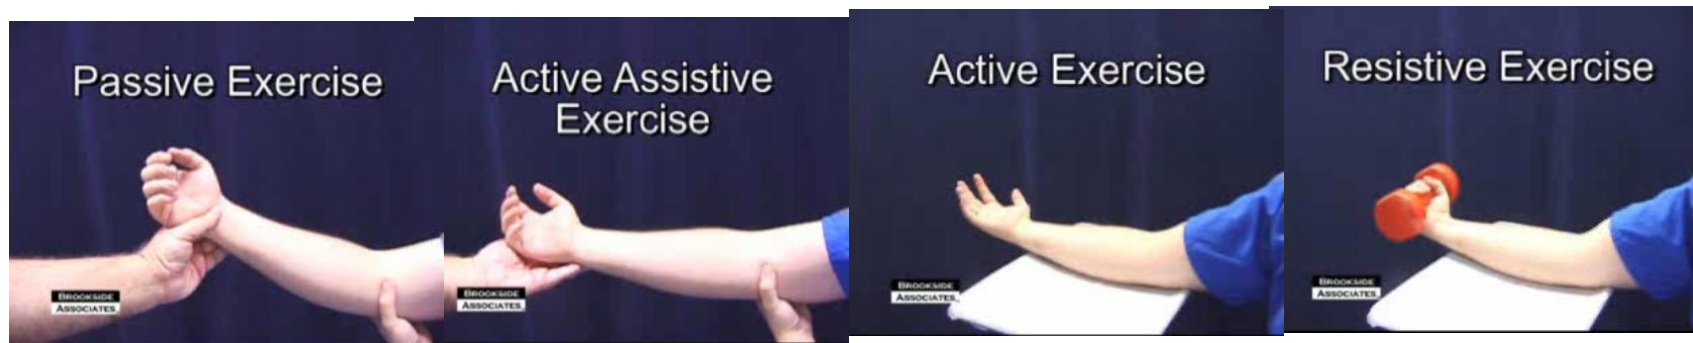 Passive Exercise
BROOKSIDE
ASSOCIATES
Active Assistive
Exercise
BROOKSIDE
ASSOCIATES
Active Exercise
BROOKSIDE
ASSOCIATES
Resistive Exercise
BROOKSIDE
ASSOCIATES